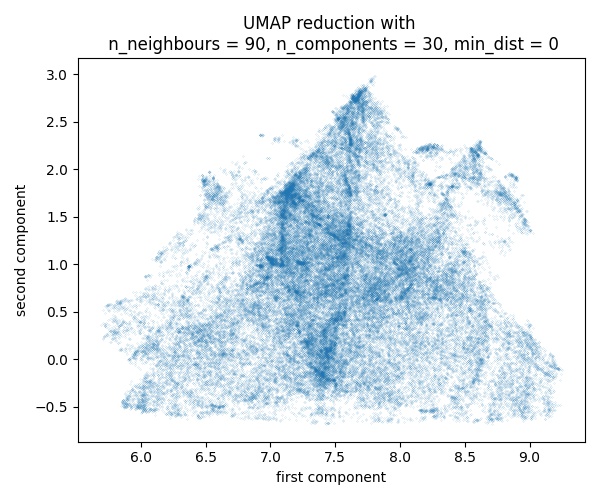 UMAP reduction with
n_neighbours = 90, n_components = 30, min_dist = 0
3.0
2.5
2.0
1.5
1.0
0.5
0.0
−0.5
second component
6.0 6.5 7.0 7.5 8.0 8.5 9.0
first component